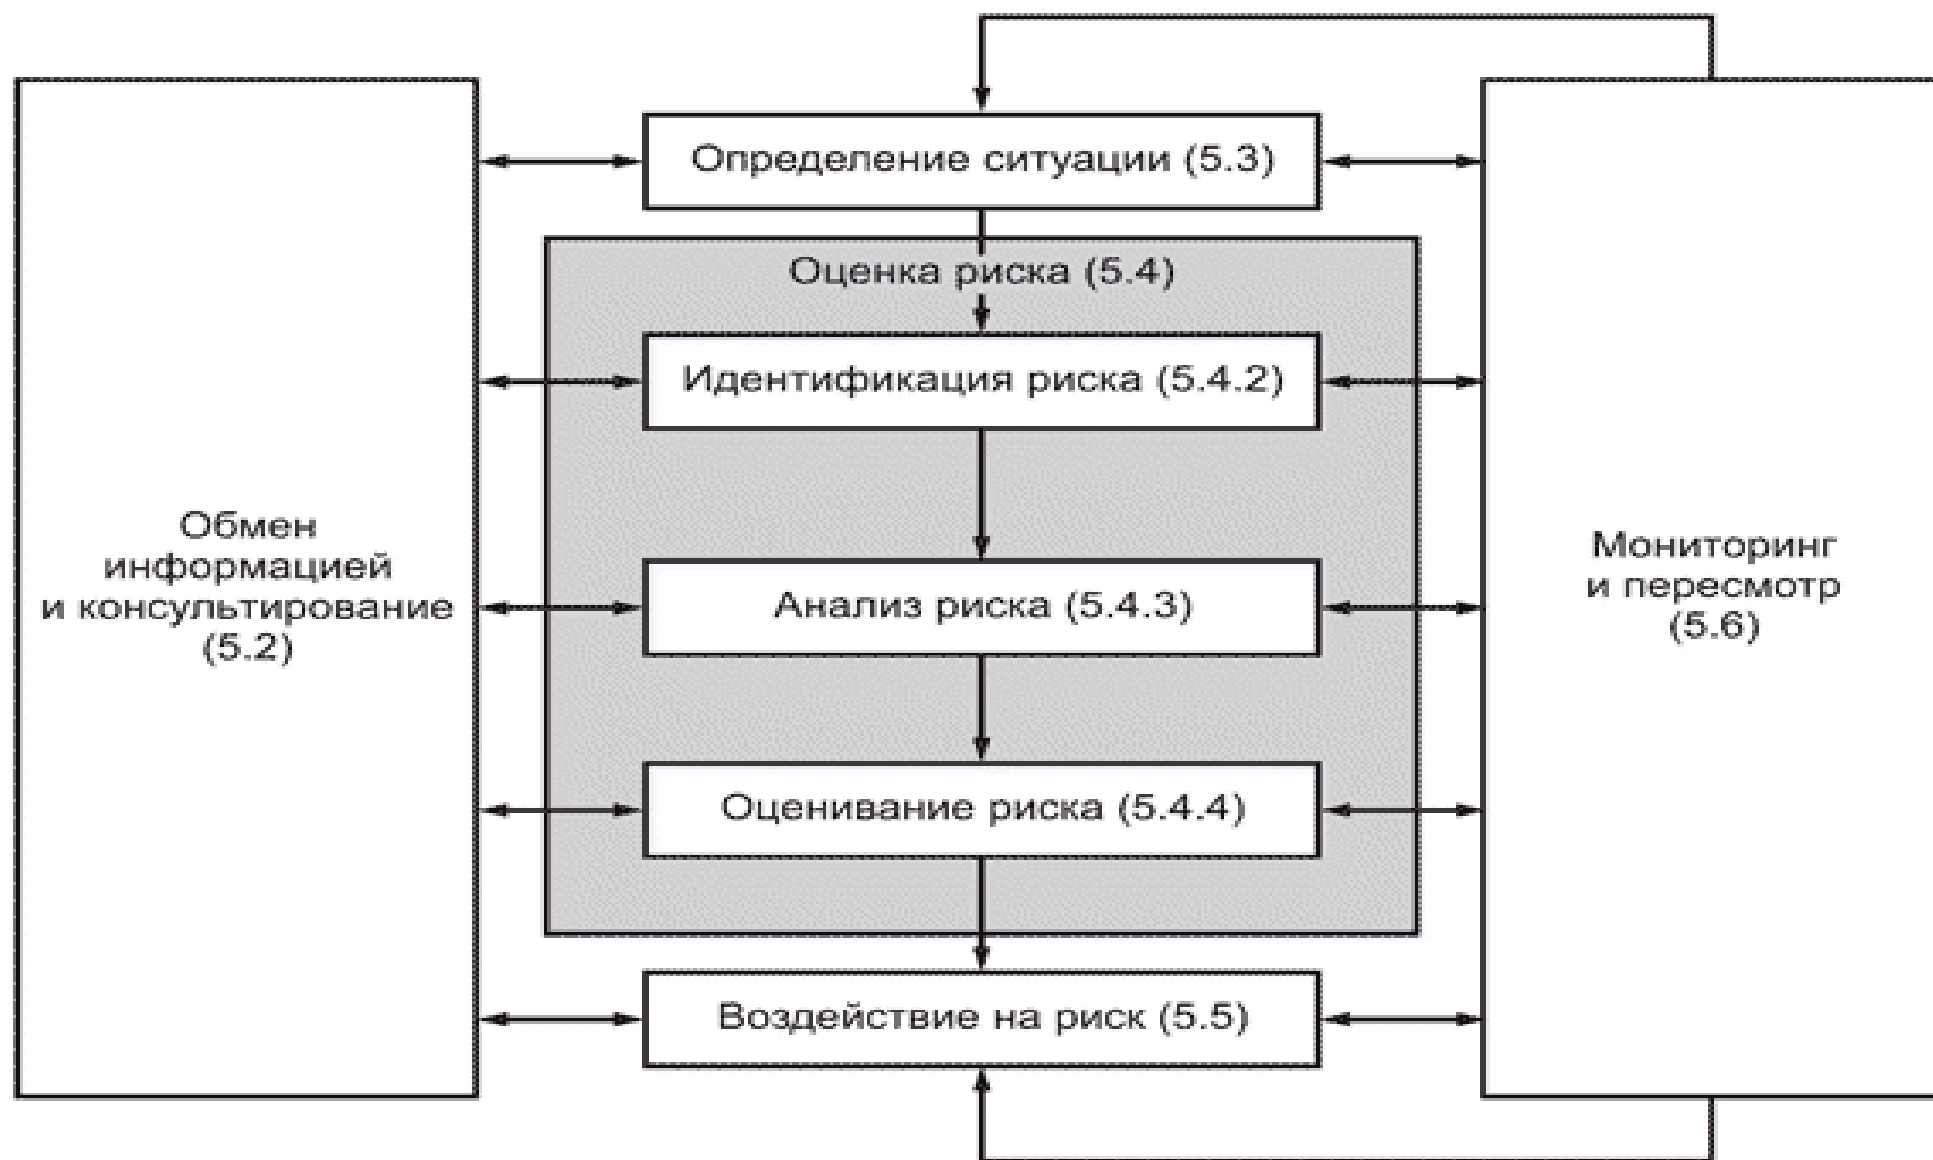 Определение ситуации (5.3)
Оценка риска (5.4)
Идентификация риска (5.4.2)
Обмен
информацией
и консультирование
(5.2)
Анализ риска (5.4.3)
Мониторинг
и пересмотр
(5.6)
Оценивание риска (5.4.4)
Воздействие на риск (5.5)